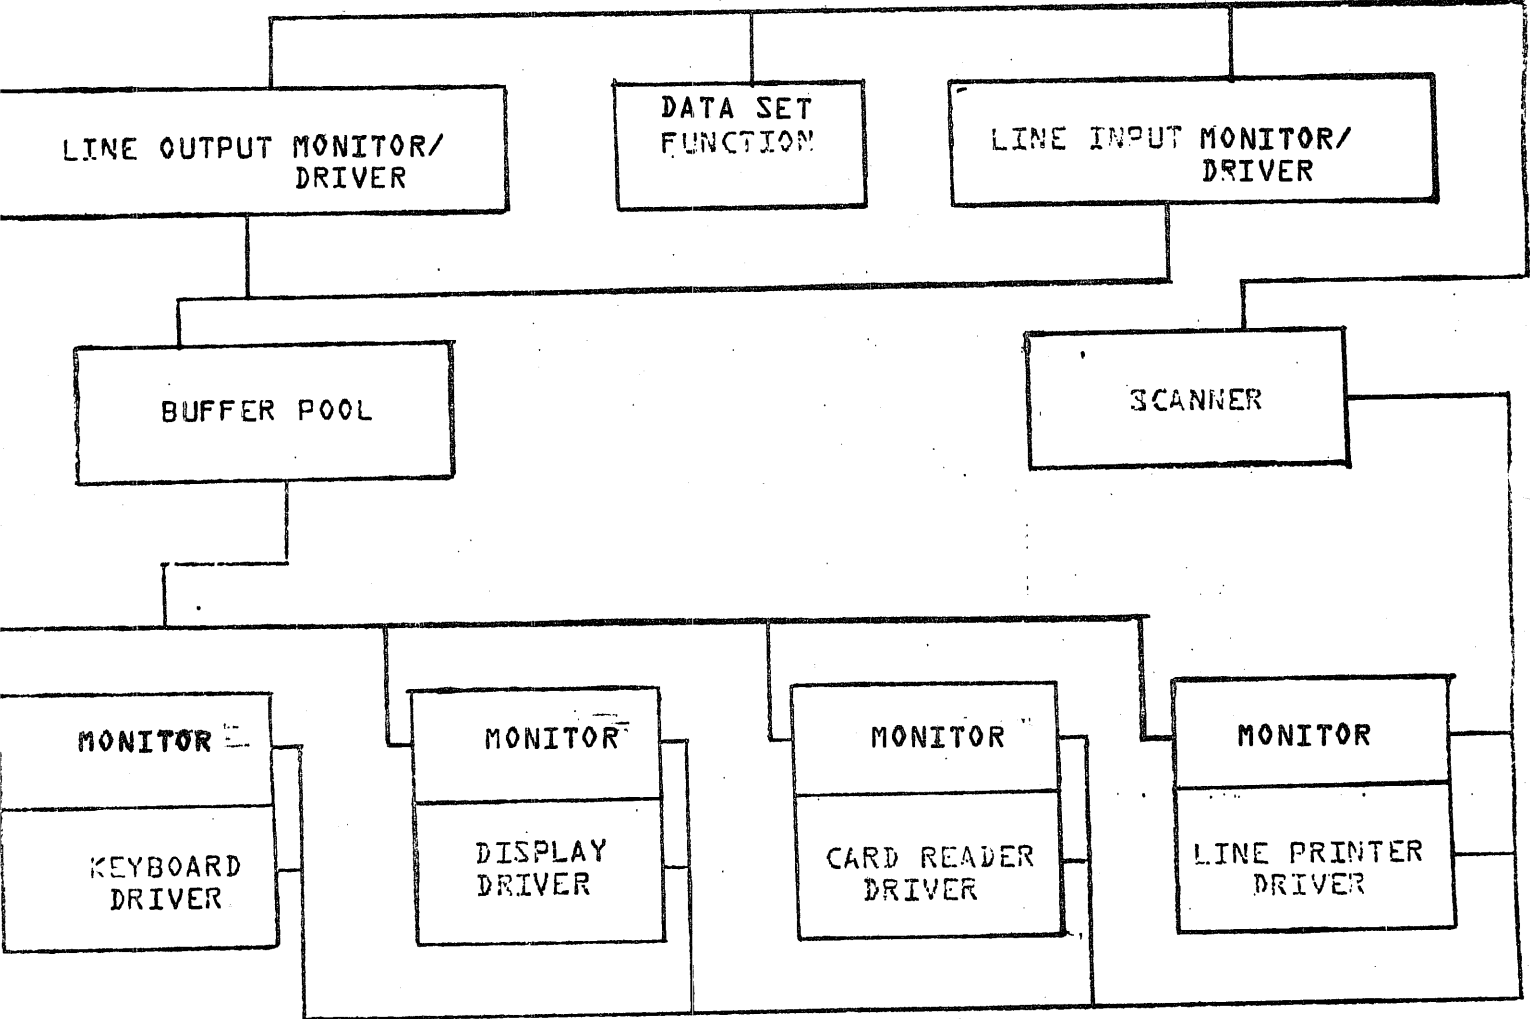 LINE OUTPUT MONITOR/
DRIVER
DATA SET
FUNCTION
LINE INPUT MONITOR/
DRIVER
BUFFER POOL
SCANNER
MONITOR
KEYBOARD
DRIVER
MONITOR
DISPLAY
DRIVER
MONITOR
CARD READER
DRIVER
MONITOR
LINE PRINTER
DRIVER